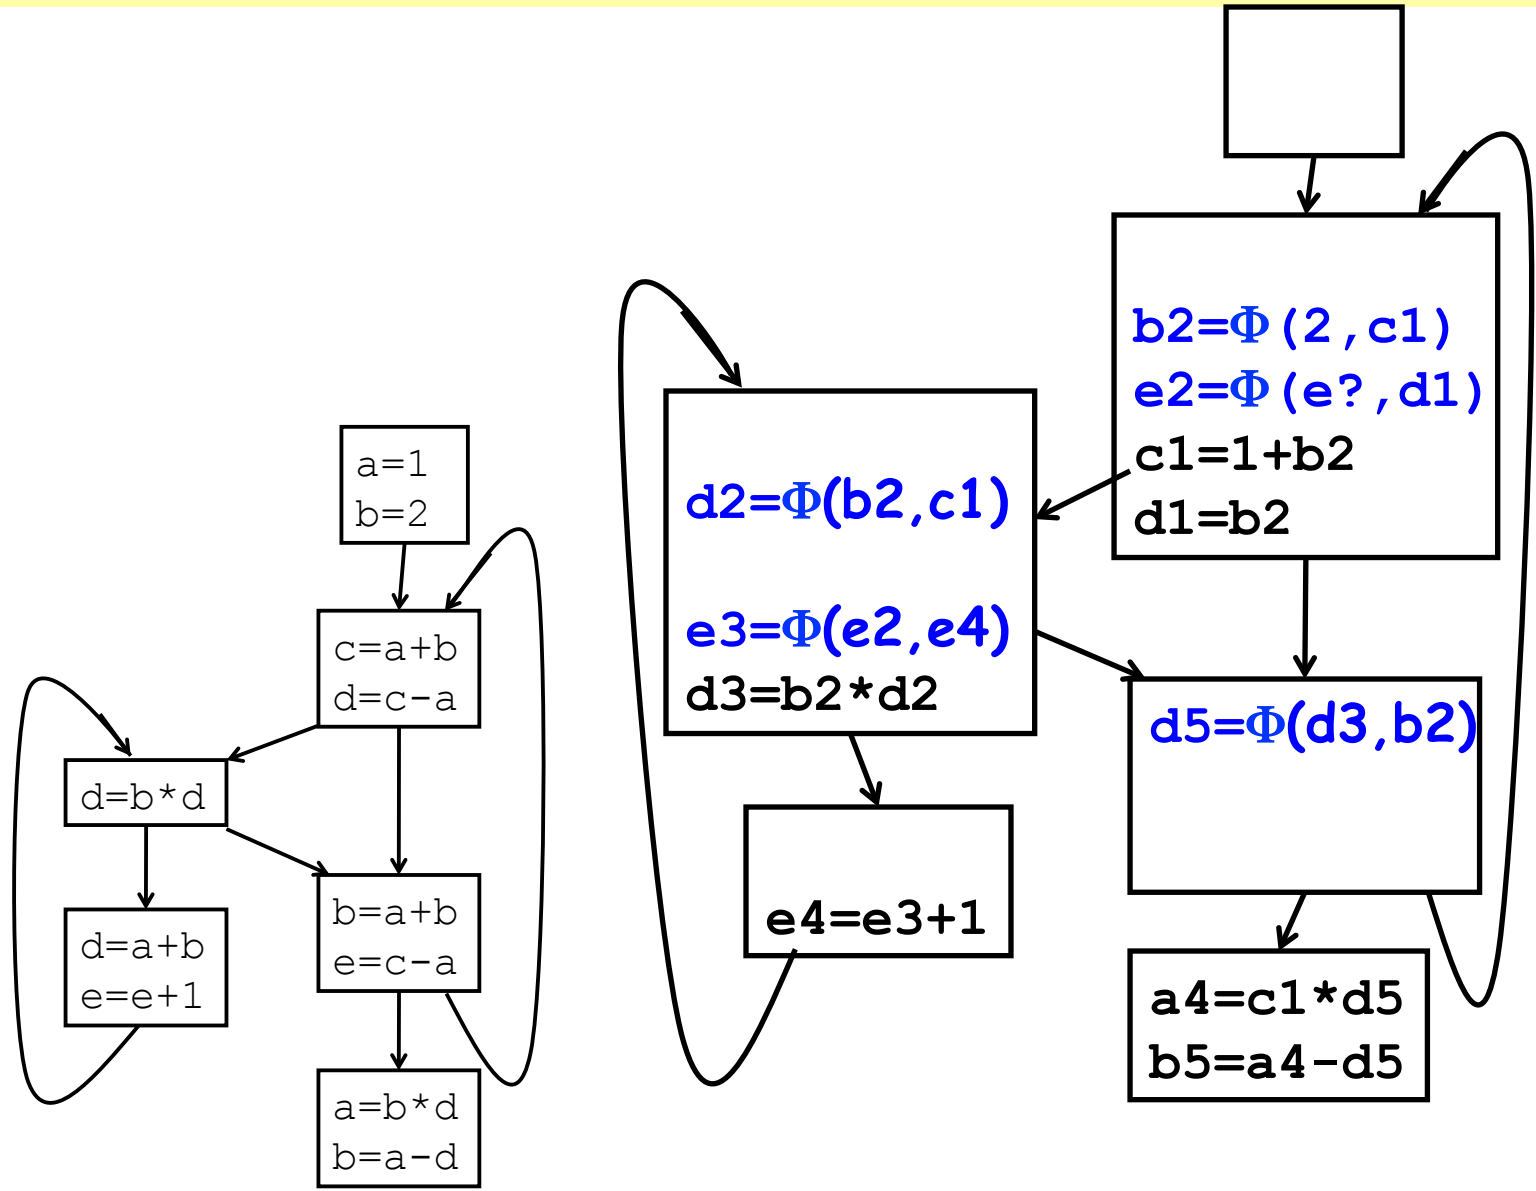 a=1
b=2
c=a+b
d=c-a
d=b*d
d=a+b
e=e+1
b=a+b
e=c-a
a=b*d
b=a-d
b2=Φ(2,c1)
e2=Φ(e?,d1)
c1=1+b2
d1=b2
d2=Φ(b2,c1)
e3=Φ(e2,e4)
d3=b2*d2
e4=e3+1
d5=Φ(d3,b2)
a4=c1*d5
b5=a4-d5